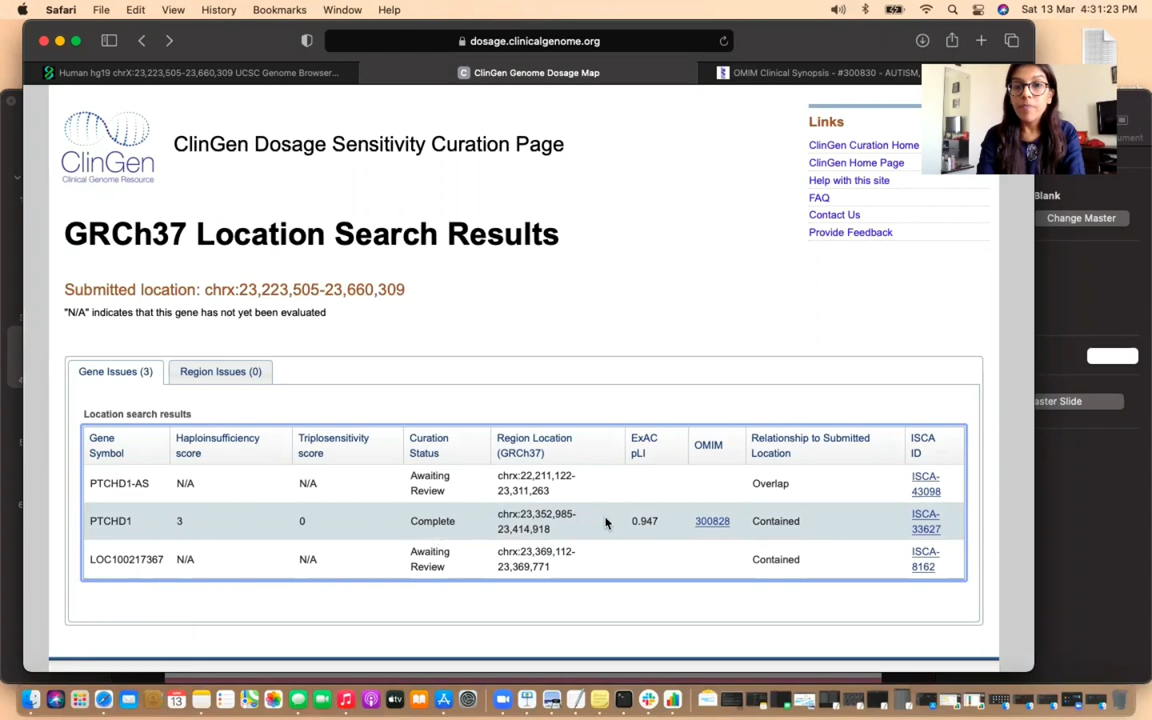 Safari File Edit View History Bookmarks Window Help
Sat 13 Mar 4:31:23 PM
dosage.clinicalgenome.org
Human hg19 chrX:23,223,505-23,660,309 UCSC Genome Browser...
C ClinGen Genome Dosage Map
OMIM Clinical Synopsis - #300830 - AUTISM,
ClinGen
Clinical Genome Resource
ClinGen Dosage Sensitivity Curation Page
Links
ClinGen Curation Home
ClinGen Home Page
Help with this site
FAQ
Contact Us
Provide Feedback
GRCh37 Location Search Results
Submitted location: chrx:23,223,505-23,660,309
"N/A" indicates that this gene has not yet been evaluated
Gene Issues (3) Region Issues (0)
Location search results
Gene Symbol Haploinsufficiency score Triplosensitivity score Curation Status Region Location (GRCh37) ExAC pLI OMIM Relationship to Submitted Location ISCA ID
PTCHD1-AS N/A N/A Awaiting Review chrx:22,211,122-23,311,263 Overlap ISCA-43098
PTCHD1 3 0 Complete chrx:23,352,985-23,414,918 0.947 300828 Contained ISCA-33627
LOC100217367 N/A N/A Awaiting Review chrx:23,369,112-23,369,771 Contained ISCA-8162
Blank
Change Master
aster Slide
13